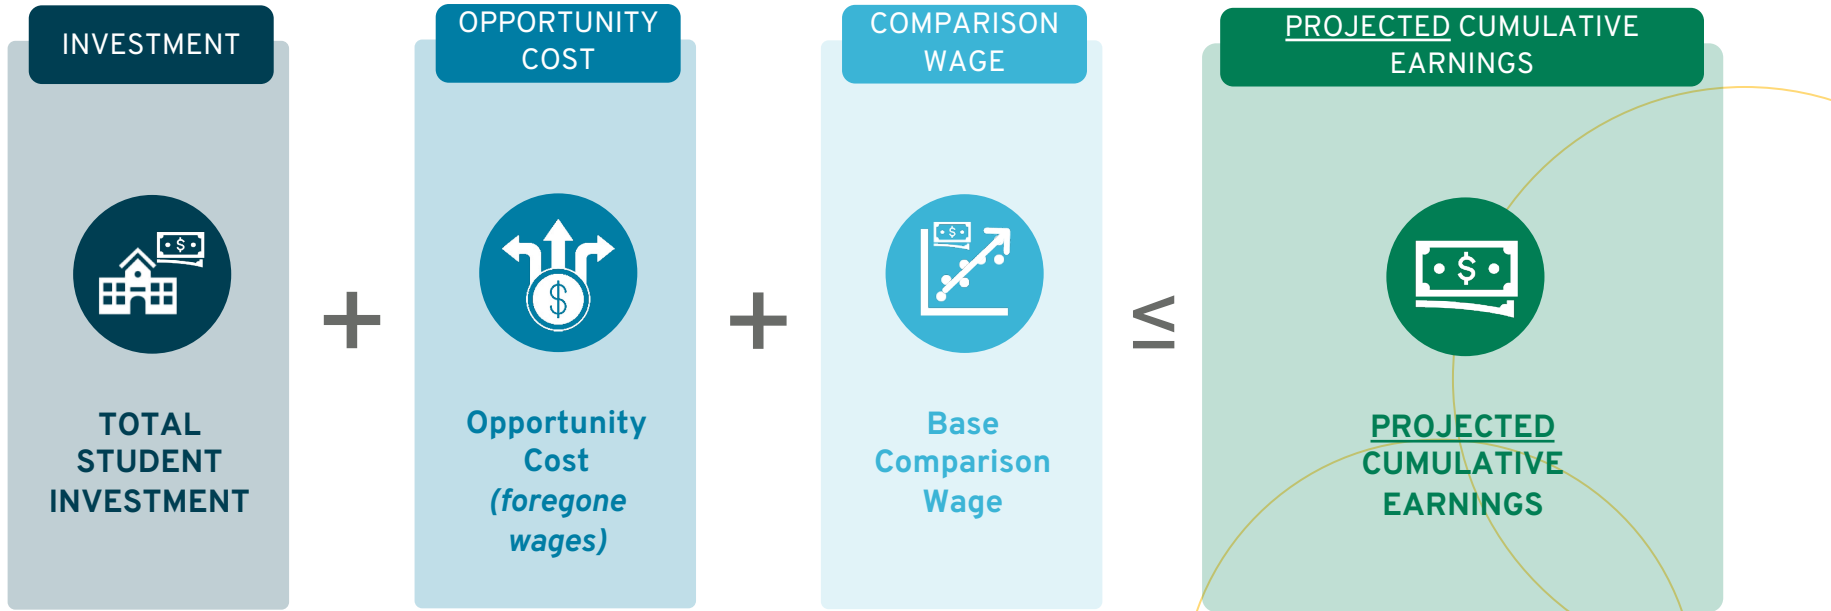 INVESTMENT
TOTAL
STUDENT
INVESTMENT
+
OPPORTUNITY
COST
$
Opportunity
Cost
(foregone
wages)
+
COMPARISON
WAGE
$
Base
Comparison
Wage
≤
PROJECTED CUMULATIVE
EARNINGS
$
PROJECTED
CUMULATIVE
EARNINGS